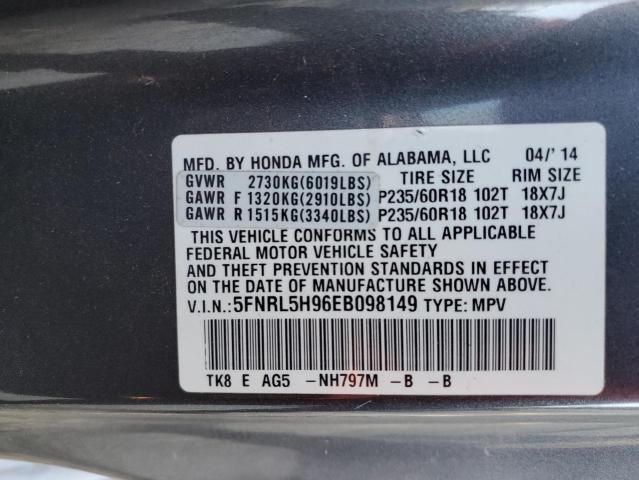 MFD. BY HONDA MFG. OF ALABAMA, LLC 04/' 14
GVWR 2730KG(6019LBS) TIRE SIZE RIM SIZE
GAWR F 1320KG(2910LBS) P235/60R18 102T 18X7J
GAWR R 1515KG(3340LBS) P235/60R18 102T 18X7J
THIS VEHICLE CONFORMS TO ALL APPLICABLE
FEDERAL MOTOR VEHICLE SAFETY
AND THEFT PREVENTION STANDARDS IN EFFECT
ON THE DATE OF MANUFACTURE SHOWN ABOVE.
V.I.N.:5FNRL5H96EB098149 TYPE: MPV
TK8 E AG5 -NH797M -B -B